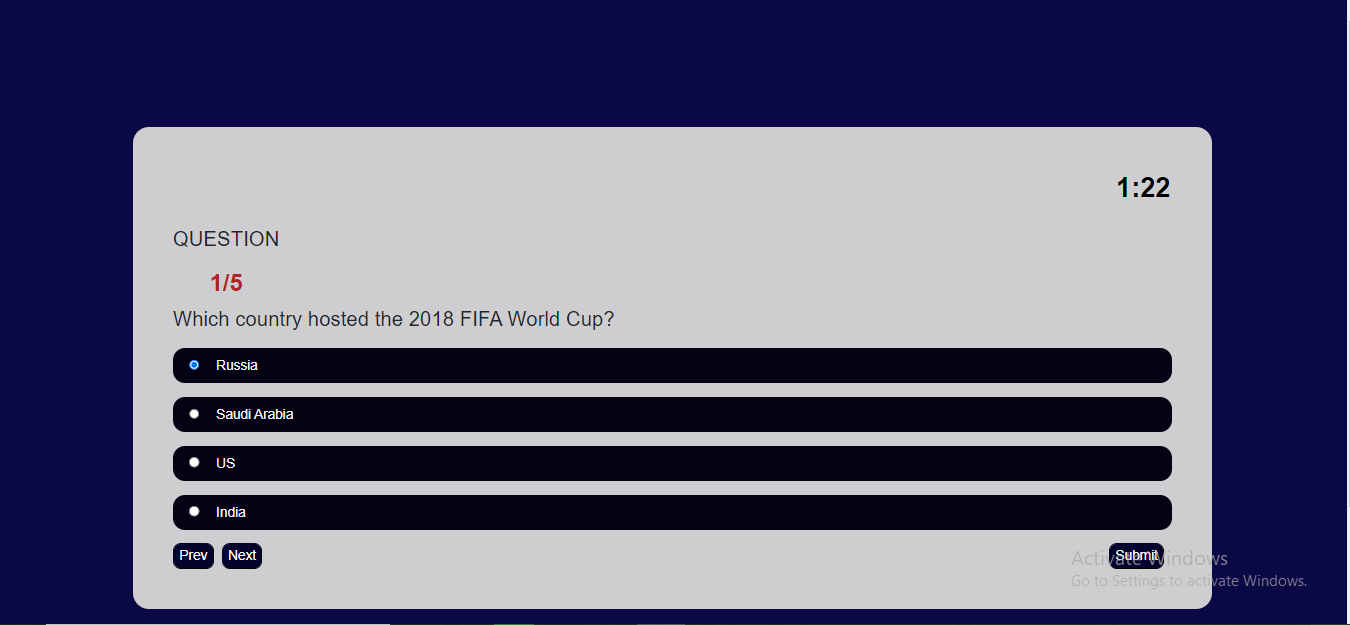 1:22
QUESTION
1/5
Which country hosted the 2018 FIFA World Cup?
Russia
Saudi Arabia
US
India
Prev Next Submit
Activate Windows
Go to Settings to activate Windows.